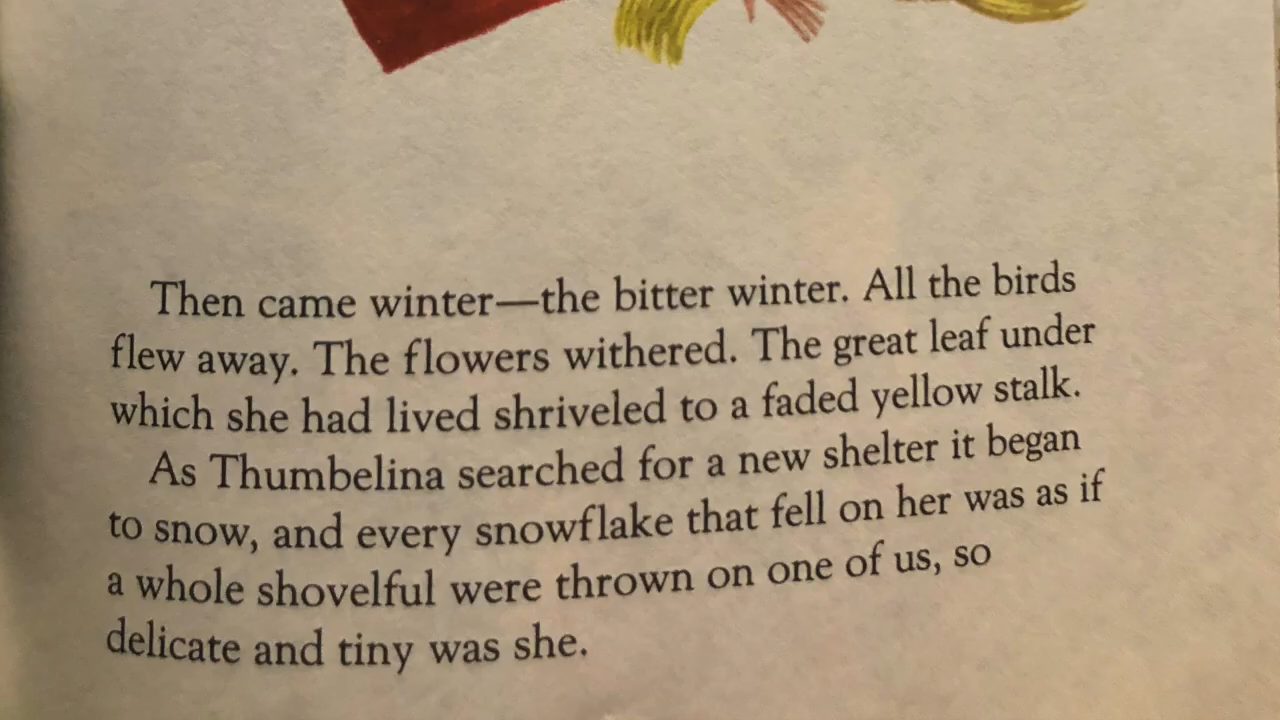 Then came winter—the bitter winter. All the birds
flew away. The flowers withered. The great leaf under
which she had lived shriveled to a faded yellow stalk.
As Thumbelina searched for a new shelter it began
to snow, and every snowflake that fell on her was as if
a whole shovelful were thrown on one of us, so
delicate and tiny was she.